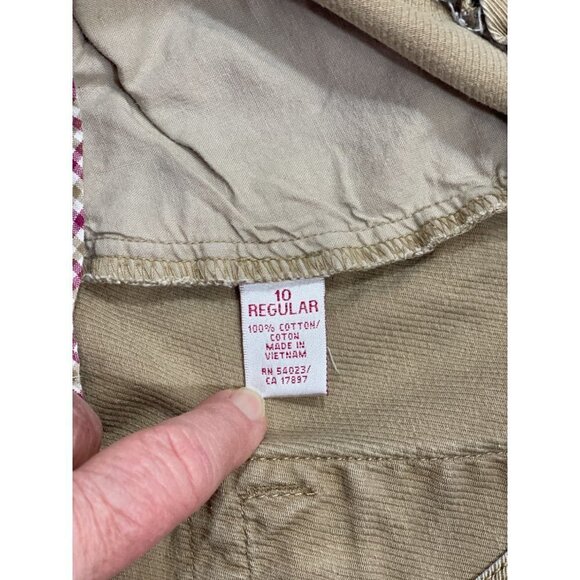 10
REGULAR
100% COTTON/
COTON
MADE IN
VIETNAM
RN 54023/
CA 17897